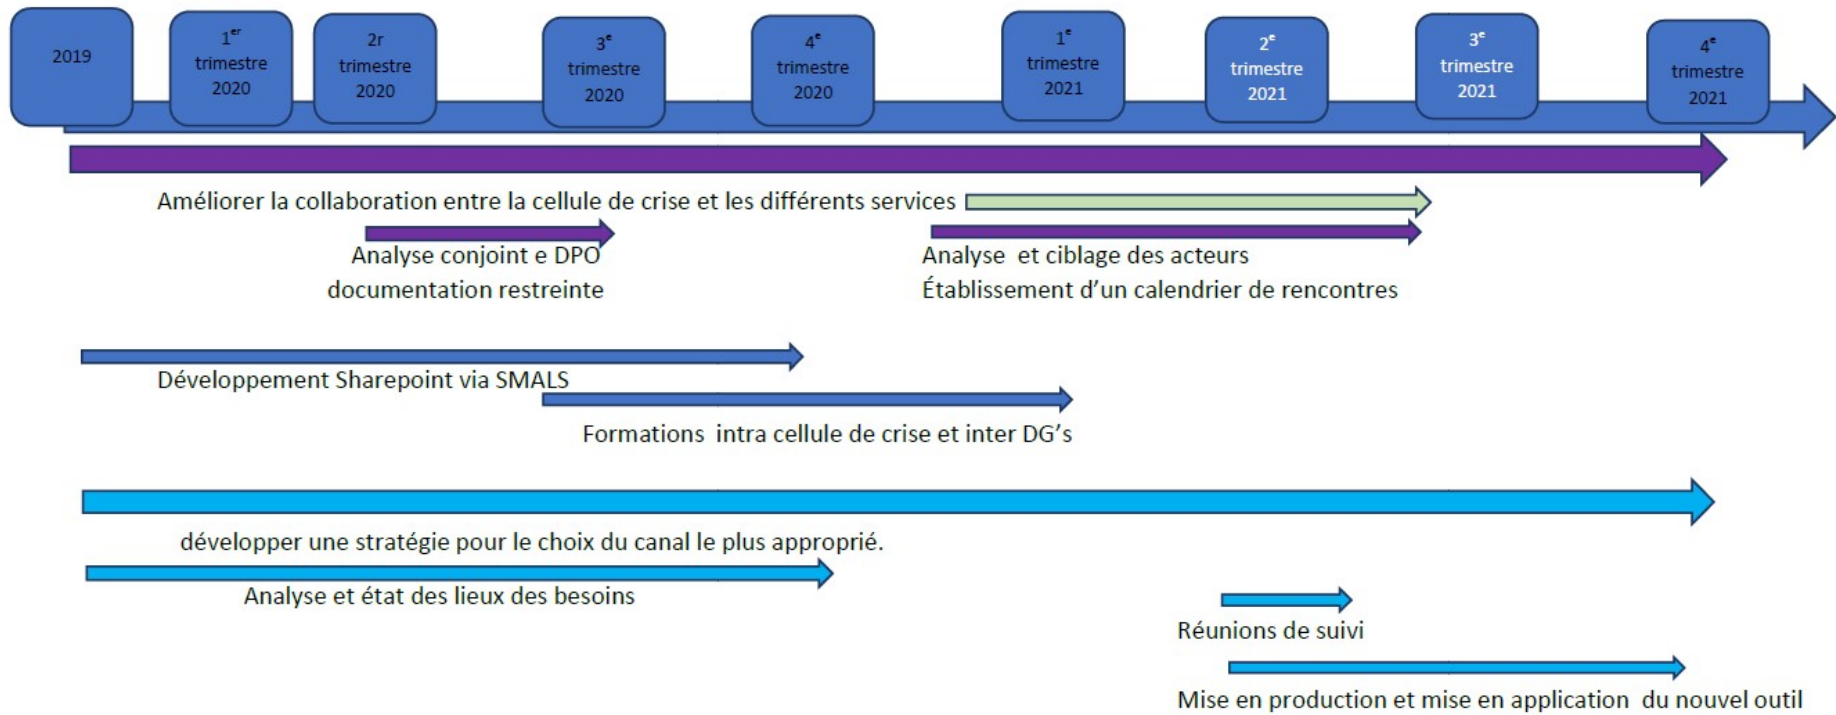 2019
1er
trimestre
2020
2r
trimestre
2020
3e
trimestre
2020
4e
trimestre
2020
1e
trimestre
2021
2e
trimestre
2021
3e
trimestre
2021
4e
trimestre
2021
Améliorer la collaboration entre la cellule de crise et les différents services
Analyse conjoint e DPO
documentation restreinte
Analyse et ciblage des acteurs
Établissement d’un calendrier de rencontres
Développement Sharepoint via SMALS
Formations intra cellule de crise et inter DG’s
développer une stratégie pour le choix du canal le plus approprié.
Analyse et état des lieux des besoins
Réunions de suivi
Mise en production et mise en application du nouvel outil